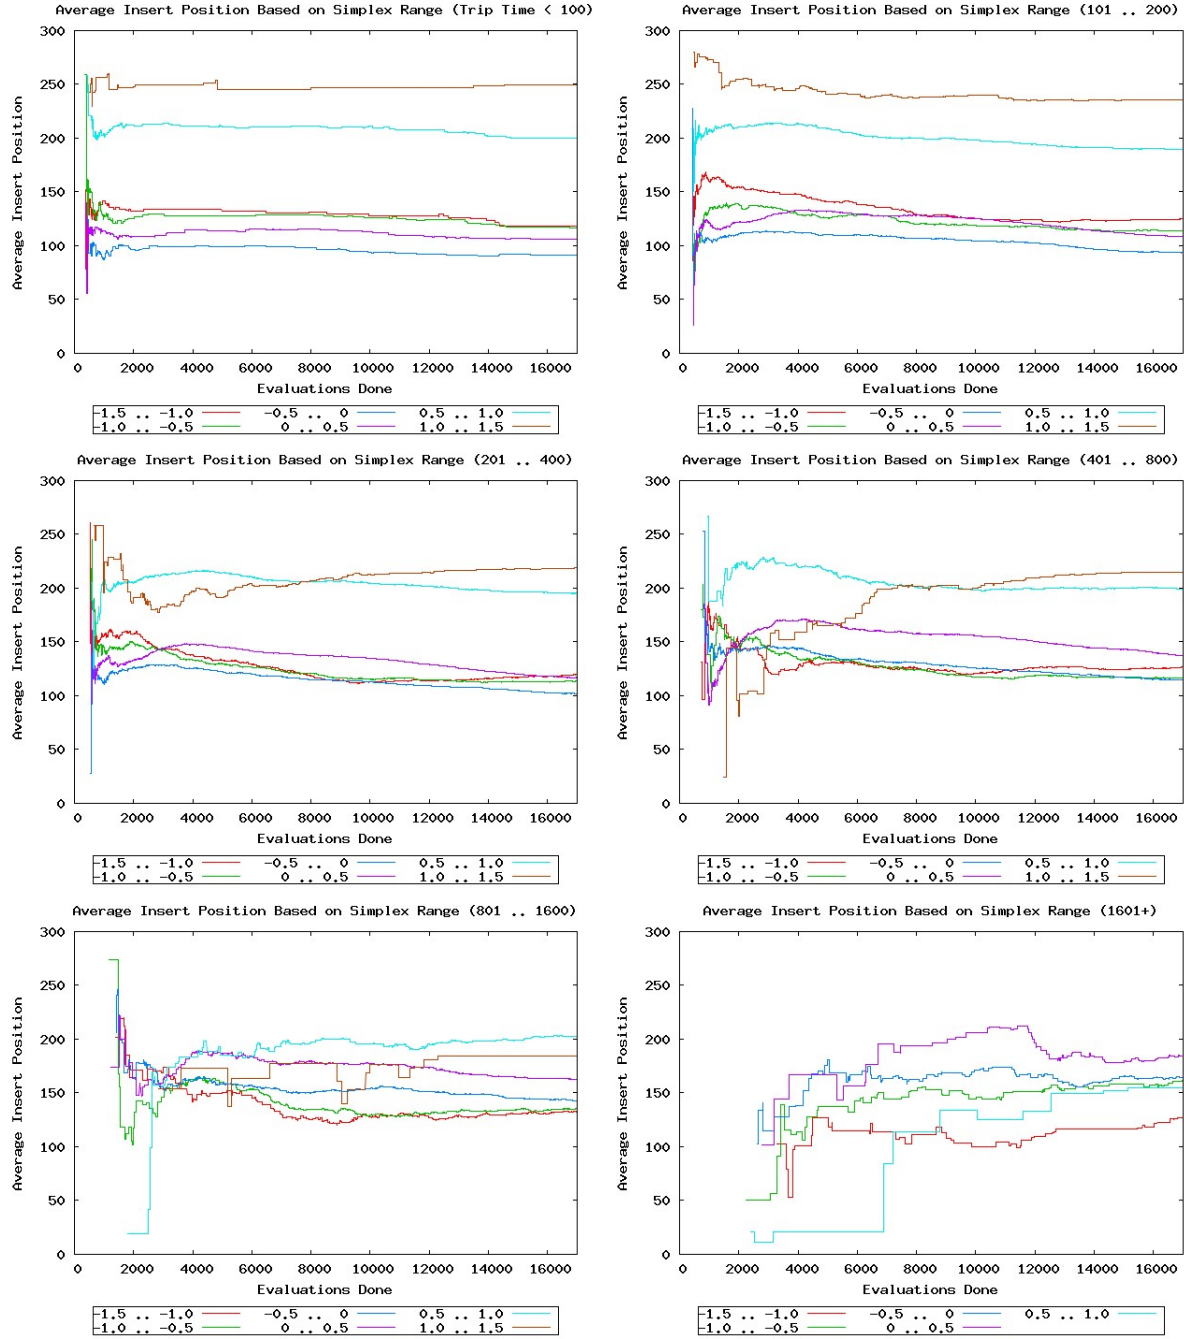 Average Insert Position Based on Simplex Range (Trip Time < 100)
Average Insert Position
300
250
200
150
100
50
0
0 2000 4000 6000 8000 10000 12000 14000 16000
Evaluations Done
-1.5 .. -1.0 -0.5 .. 0 0.5 .. 1.0
-1.0 .. -0.5 0 .. 0.5 1.0 .. 1.5
Average Insert Position Based on Simplex Range (101 .. 200)
Average Insert Position
300
250
200
150
100
50
0
0 2000 4000 6000 8000 10000 12000 14000 16000
Evaluations Done
-1.5 .. -1.0 -0.5 .. 0 0.5 .. 1.0
-1.0 .. -0.5 0 .. 0.5 1.0 .. 1.5
Average Insert Position Based on Simplex Range (201 .. 400)
Average Insert Position
300
250
200
150
100
50
0
0 2000 4000 6000 8000 10000 12000 14000 16000
Evaluations Done
-1.5 .. -1.0 -0.5 .. 0 0.5 .. 1.0
-1.0 .. -0.5 0 .. 0.5 1.0 .. 1.5
Average Insert Position Based on Simplex Range (401 .. 800)
Average Insert Position
300
250
200
150
100
50
0
0 2000 4000 6000 8000 10000 12000 14000 16000
Evaluations Done
-1.5 .. -1.0 -0.5 .. 0 0.5 .. 1.0
-1.0 .. -0.5 0 .. 0.5 1.0 .. 1.5
Average Insert Position Based on Simplex Range (801 .. 1600)
Average Insert Position
300
250
200
150
100
50
0
0 2000 4000 6000 8000 10000 12000 14000 16000
Evaluations Done
-1.5 .. -1.0 -0.5 .. 0 0.5 .. 1.0
-1.0 .. -0.5 0 .. 0.5 1.0 .. 1.5
Average Insert Position Based on Simplex Range (1601+)
Average Insert Position
300
250
200
150
100
50
0
0 2000 4000 6000 8000 10000 12000 14000 16000
Evaluations Done
-1.5 .. -1.0 -0.5 .. 0 0.5 .. 1.0
-1.0 .. -0.5 0 .. 0.5